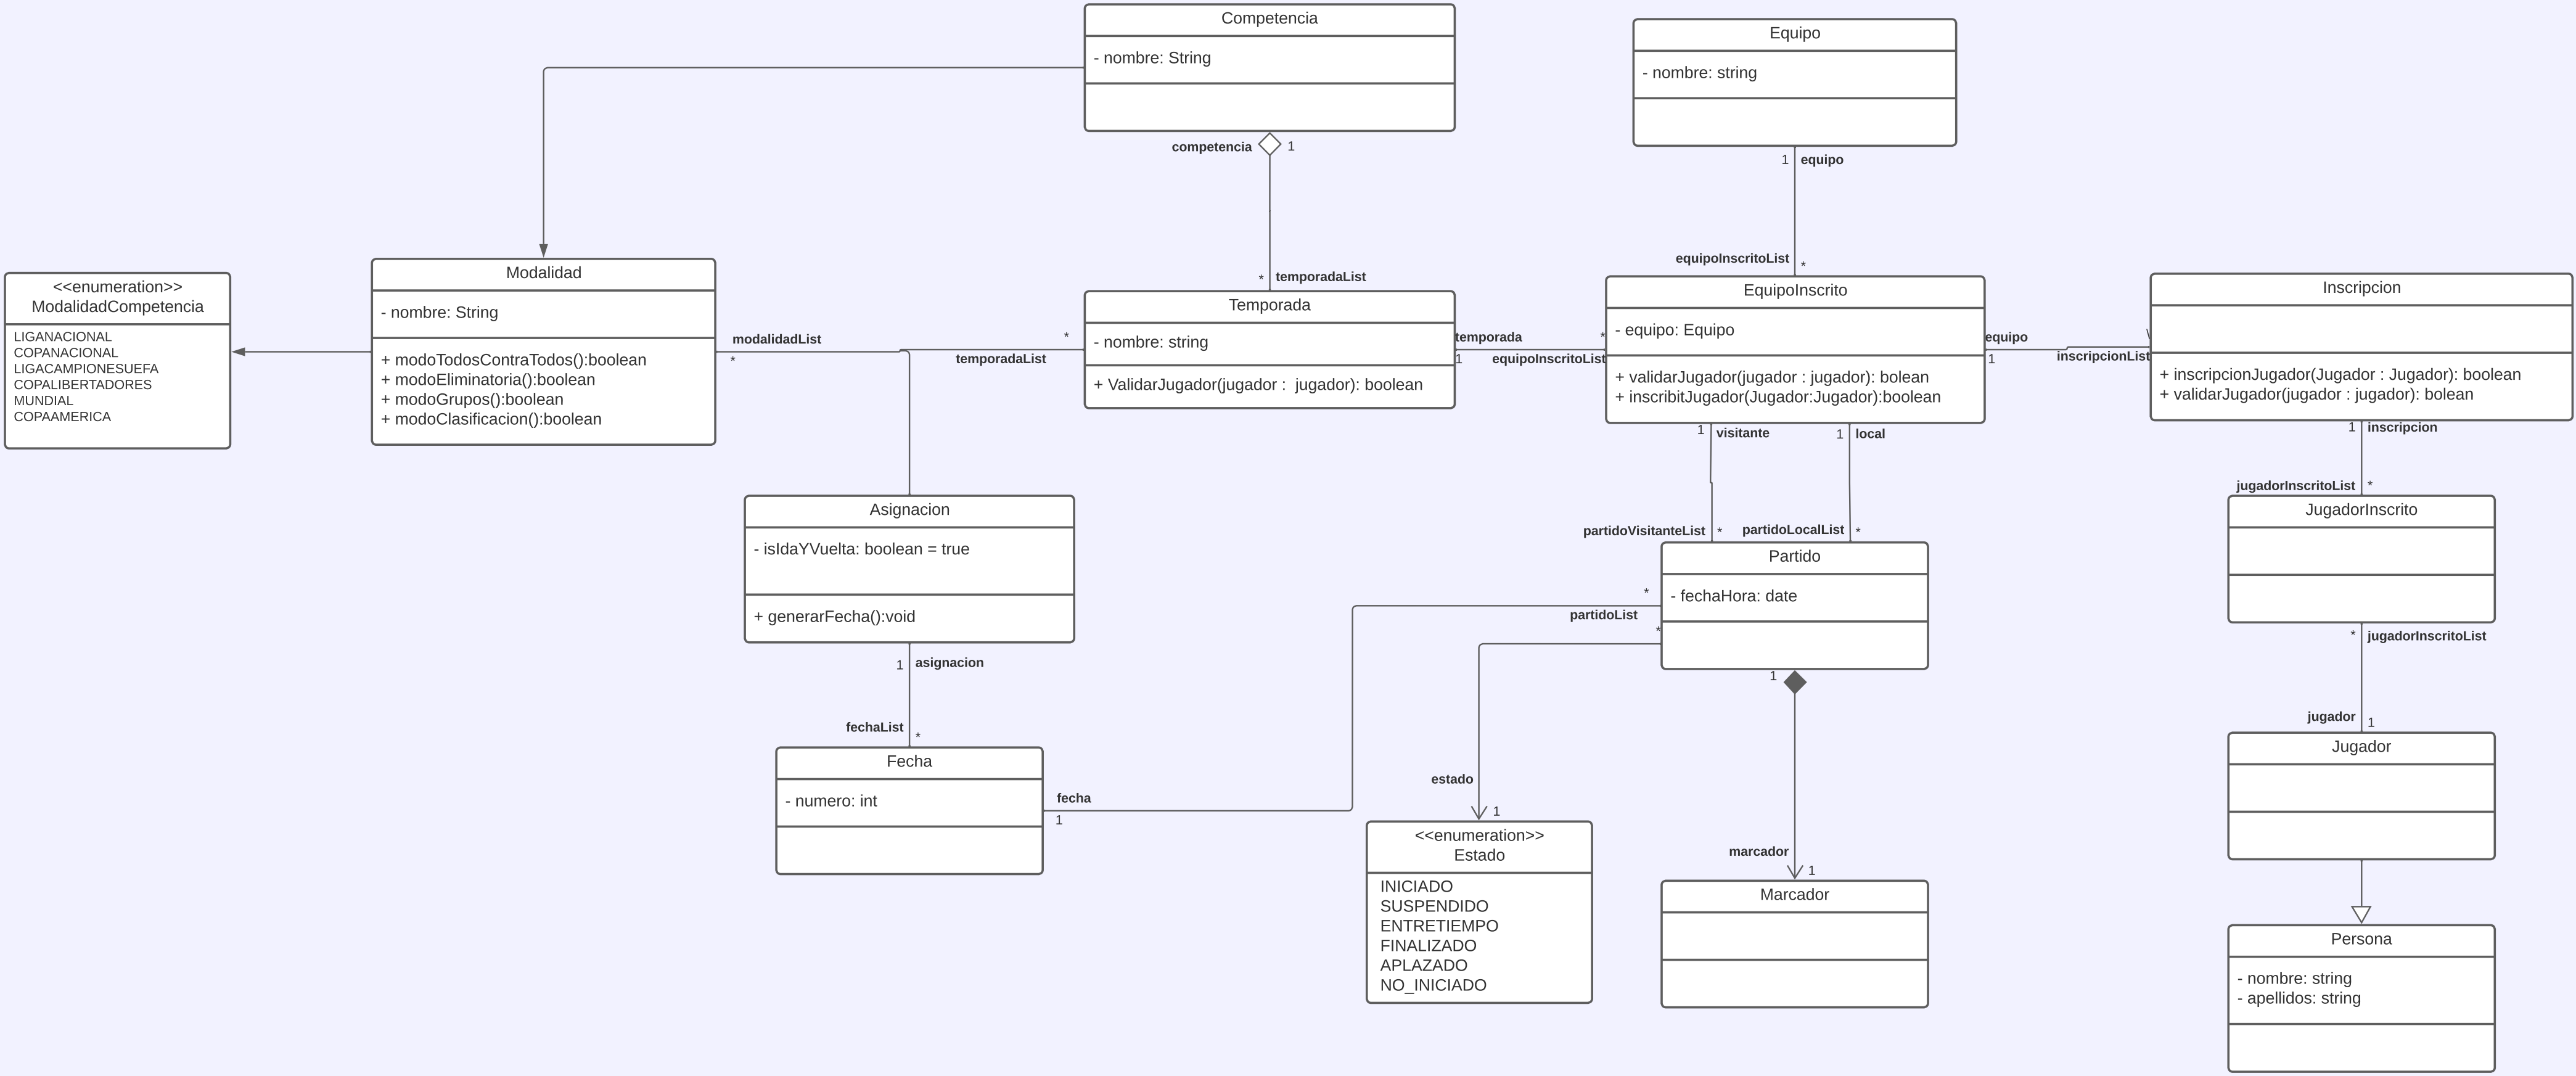 Competencia
- nombre: String
competencia
1
*
temporadaList
Equipo
- nombre: string
1
equipo
equipoInscritoList
*
<<enumeration>>
ModalidadCompetencia
LIGANACIONAL
COPANACIONAL
LIGACAMPIONESUEFA
COPALIBERTADORES
MUNDIAL
COPAAMERICA
Modalidad
- nombre: String
+ modoTodosContraTodos():boolean
+ modoEliminatoria():boolean
+ modoGrupos():boolean
+ modoClasificacion():boolean
modalidadList
*
*
temporadaList
Temporada
- nombre: string
+ ValidarJugador(jugador :  jugador): boolean
temporada
1
*
equipoInscritoList
EquipoInscrito
- equipo: Equipo
+ validarJugador(jugador : jugador): bolean
+ inscribitJugador(Jugador:Jugador):boolean
equipo
1
\
inscripcionList
Inscripcion
+ inscripcionJugador(Jugador : Jugador): boolean
+ validarJugador(jugador : jugador): bolean
1
inscripcion
jugadorInscritoList
*
1
visitante
1
local
partidoVisitanteList
*
partidoLocalList
*
Asignacion
- isIdaYVuelta: boolean = true
+ generarFecha():void
1
asignacion
fechaList
*
Fecha
- numero: int
fecha
1
Partido
- fechaHora: date
*
partidoList
*
1
estado
1
<<enumeration>>
Estado
INICIADO
SUSPENDIDO
ENTRETIEMPO
FINALIZADO
APLAZADO
NO_INICIADO
marcador
1
Marcador
JugadorInscrito
*
jugadorInscritoList
jugador
1
Jugador
Persona
- nombre: string
- apellidos: string